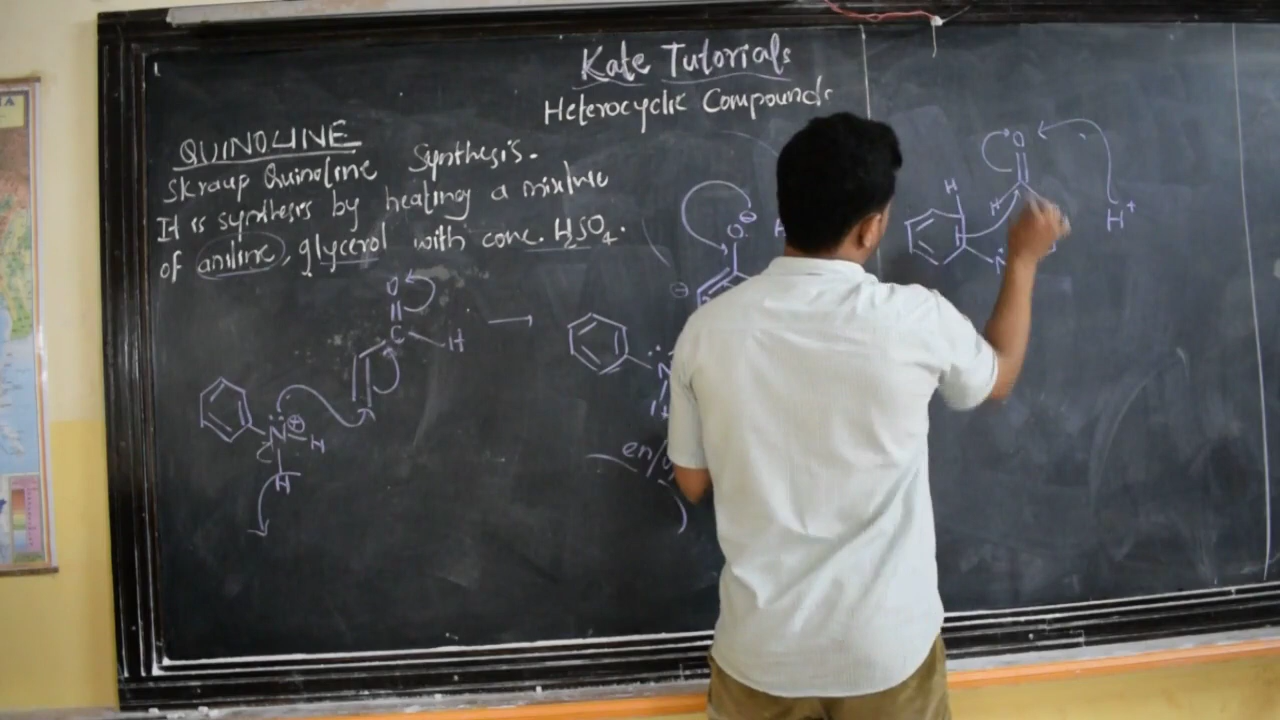 Kate Tutorials
Heterocyclic Compounds
QUINOLINE
Skraup Quinoline Synthesis.
It is synthesis by heating a mixture
of aniline, glycerol with conc. H2SO4.
O
C
H
N
H
H
O
N
H
O
H
H
H+